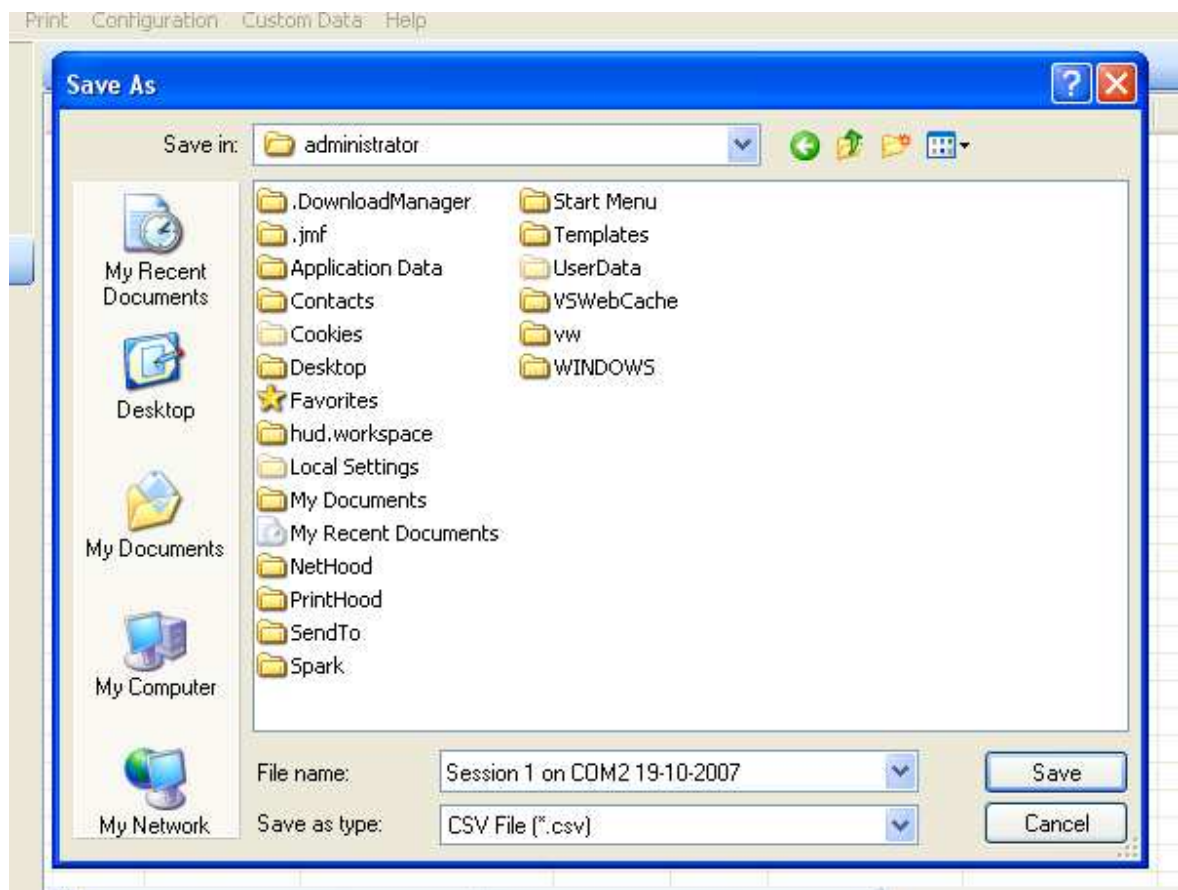 Print Configuration Custom Data Help
Save As
Save in: administrator
My Recent
Documents
Desktop
My Documents
My Computer
My Network
.DownloadManager
.jmf
Application Data
Contacts
Cookies
Desktop
Favorites
hud.workspace
Local Settings
My Documents
My Recent Documents
NetHood
PrintHood
SendTo
Spark
Start Menu
Templates
UserData
VSWebCache
vw
WINDOWS
File name: Session 1 on COM2 19-10-2007 Save
Save as type: CSV File (*.csv) Cancel